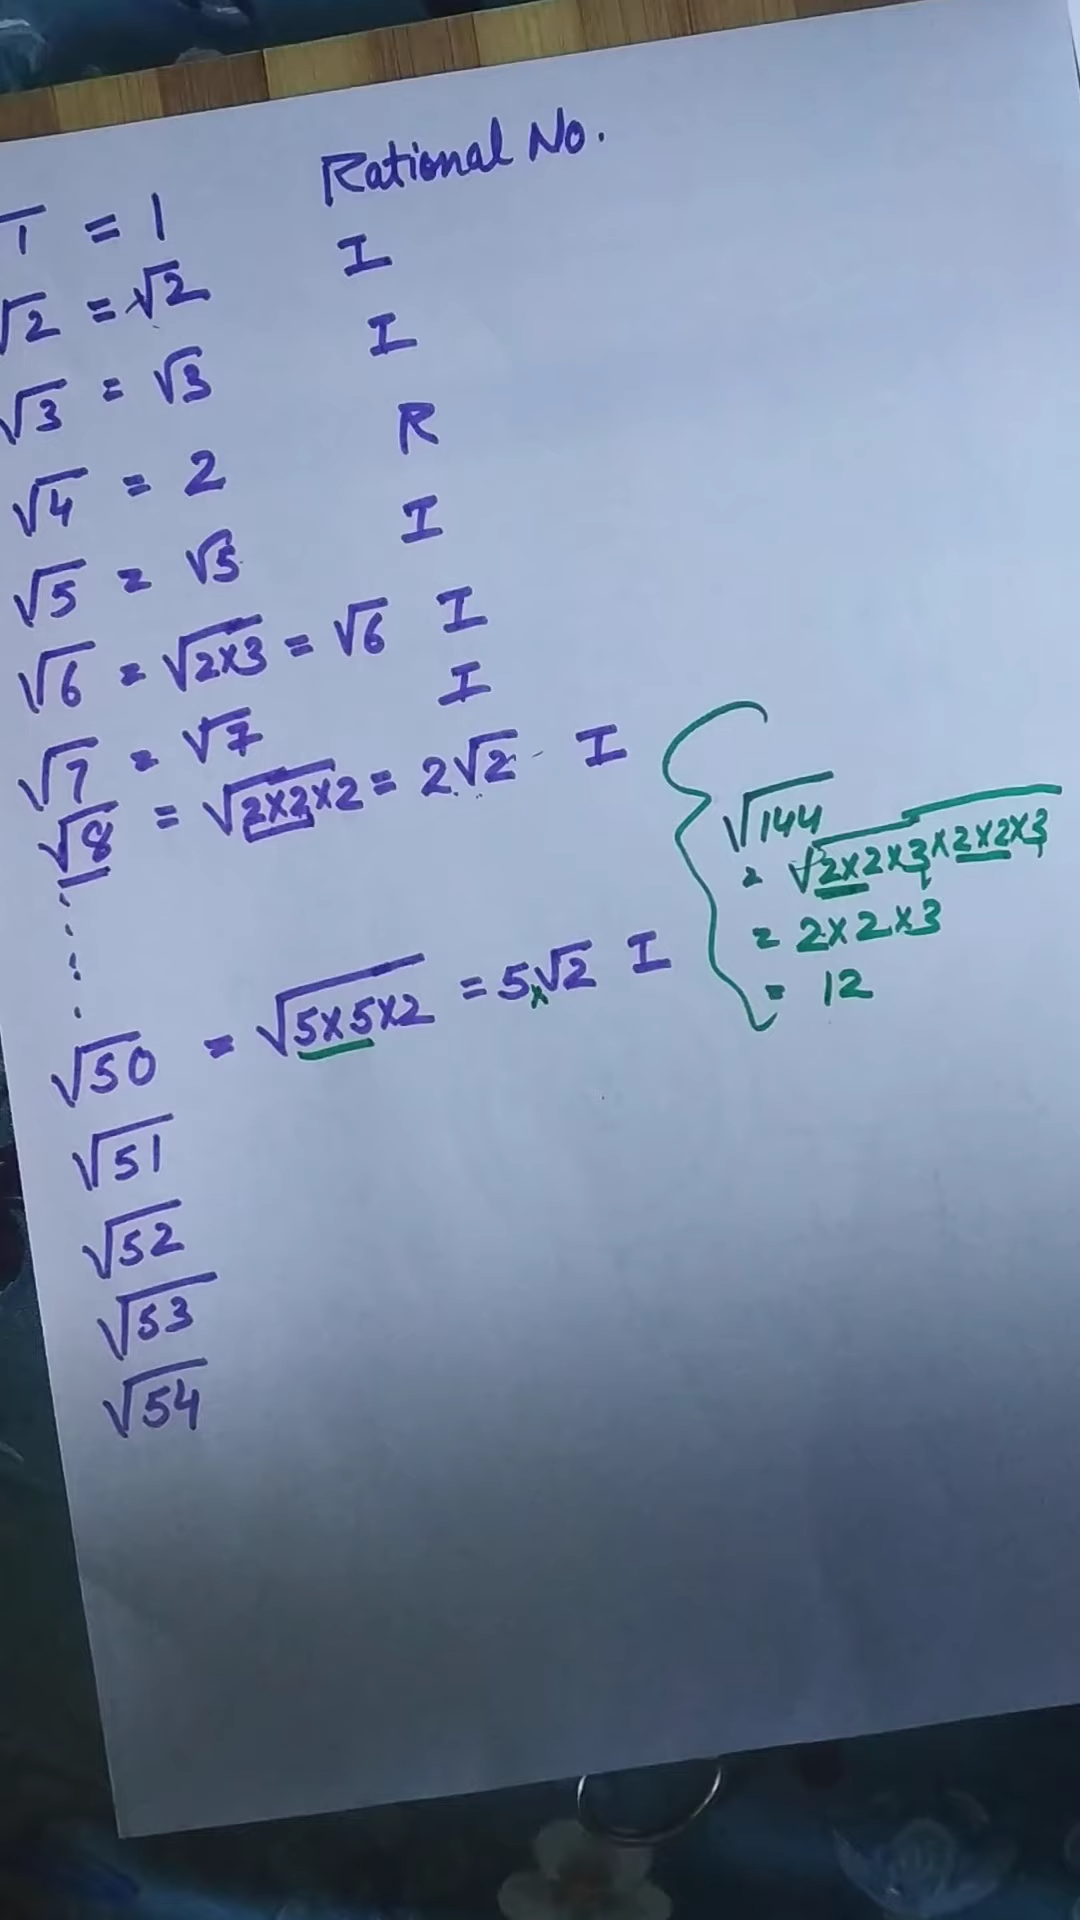 √1 = 1 Rational No.
√2 = √2 I
√3 = √3 I
√4 = 2 R
√5 = √5 I
√6 = √2×3 = √6 I
√7 = √7 I
√8 = √2×2×2 = 2√2 I
√50 = √5×5×2 = 5×√2 I
√51
√52
√53
√54
√144
= √2×2×3×2×2×3
= 2×2×3
= 12